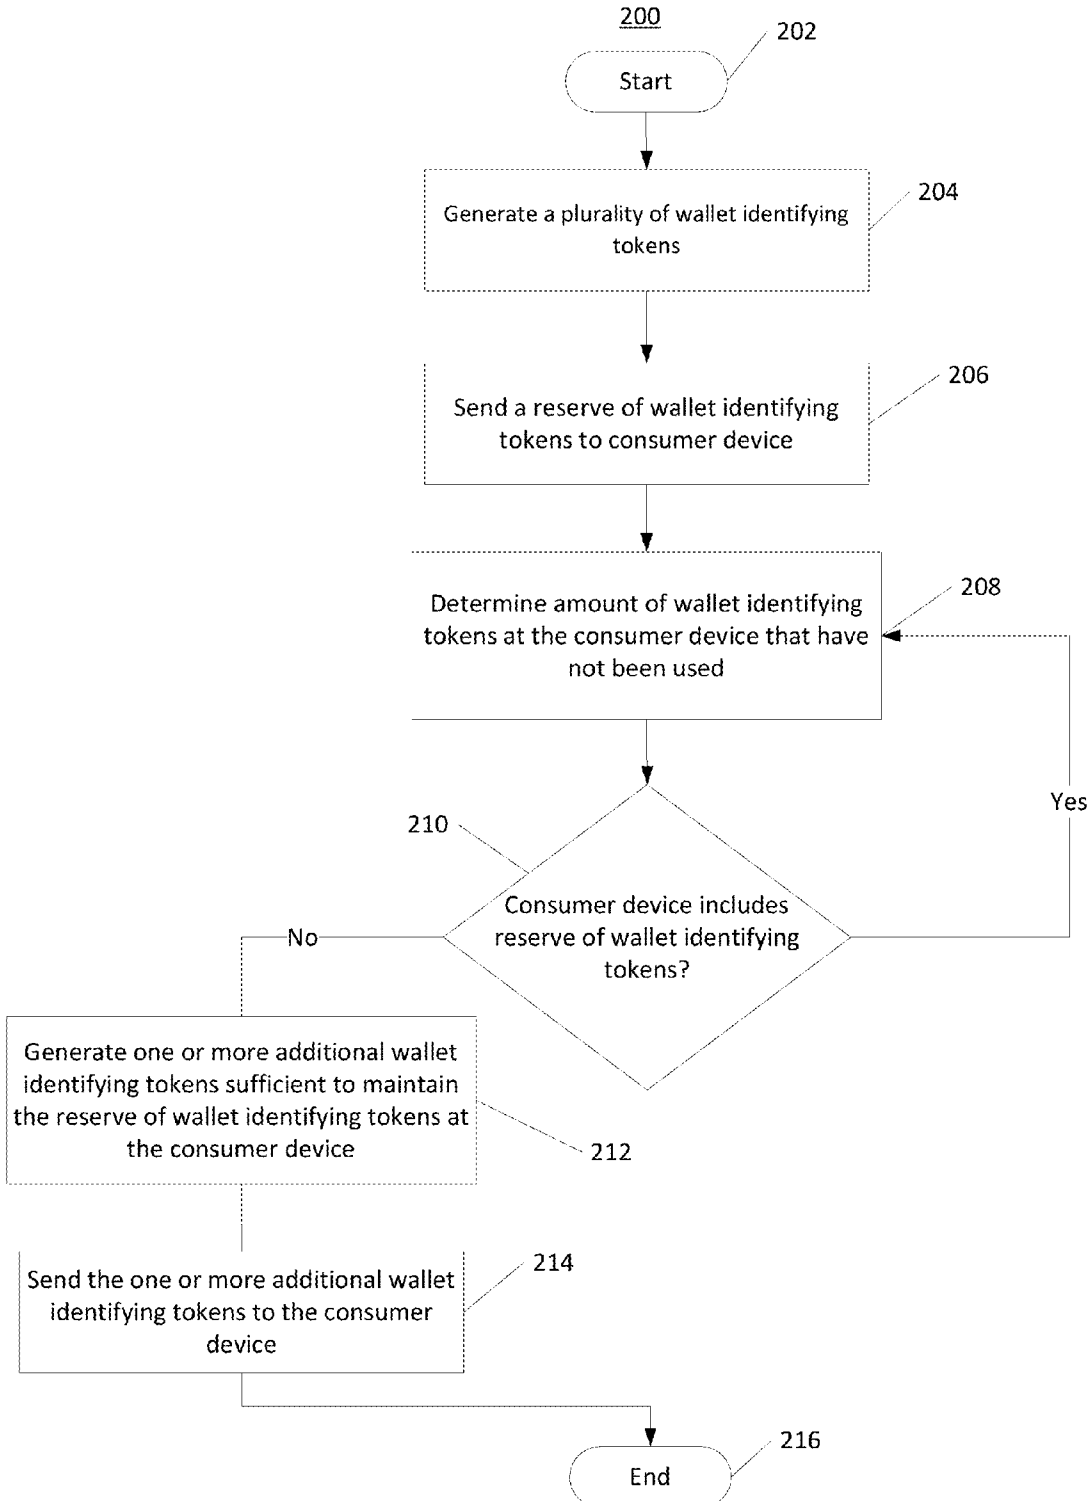 200
202
Start
204
Generate a plurality of wallet identifying
tokens
206
Send a reserve of wallet identifying
tokens to consumer device
208
Determine amount of wallet identifying
tokens at the consumer device that have
not been used
Yes
210
Consumer device includes
reserve of wallet identifying
tokens?
No
Generate one or more additional wallet
identifying tokens sufficient to maintain
the reserve of wallet identifying tokens at
the consumer device
212
214
Send the one or more additional wallet
identifying tokens to the consumer
device
216
End